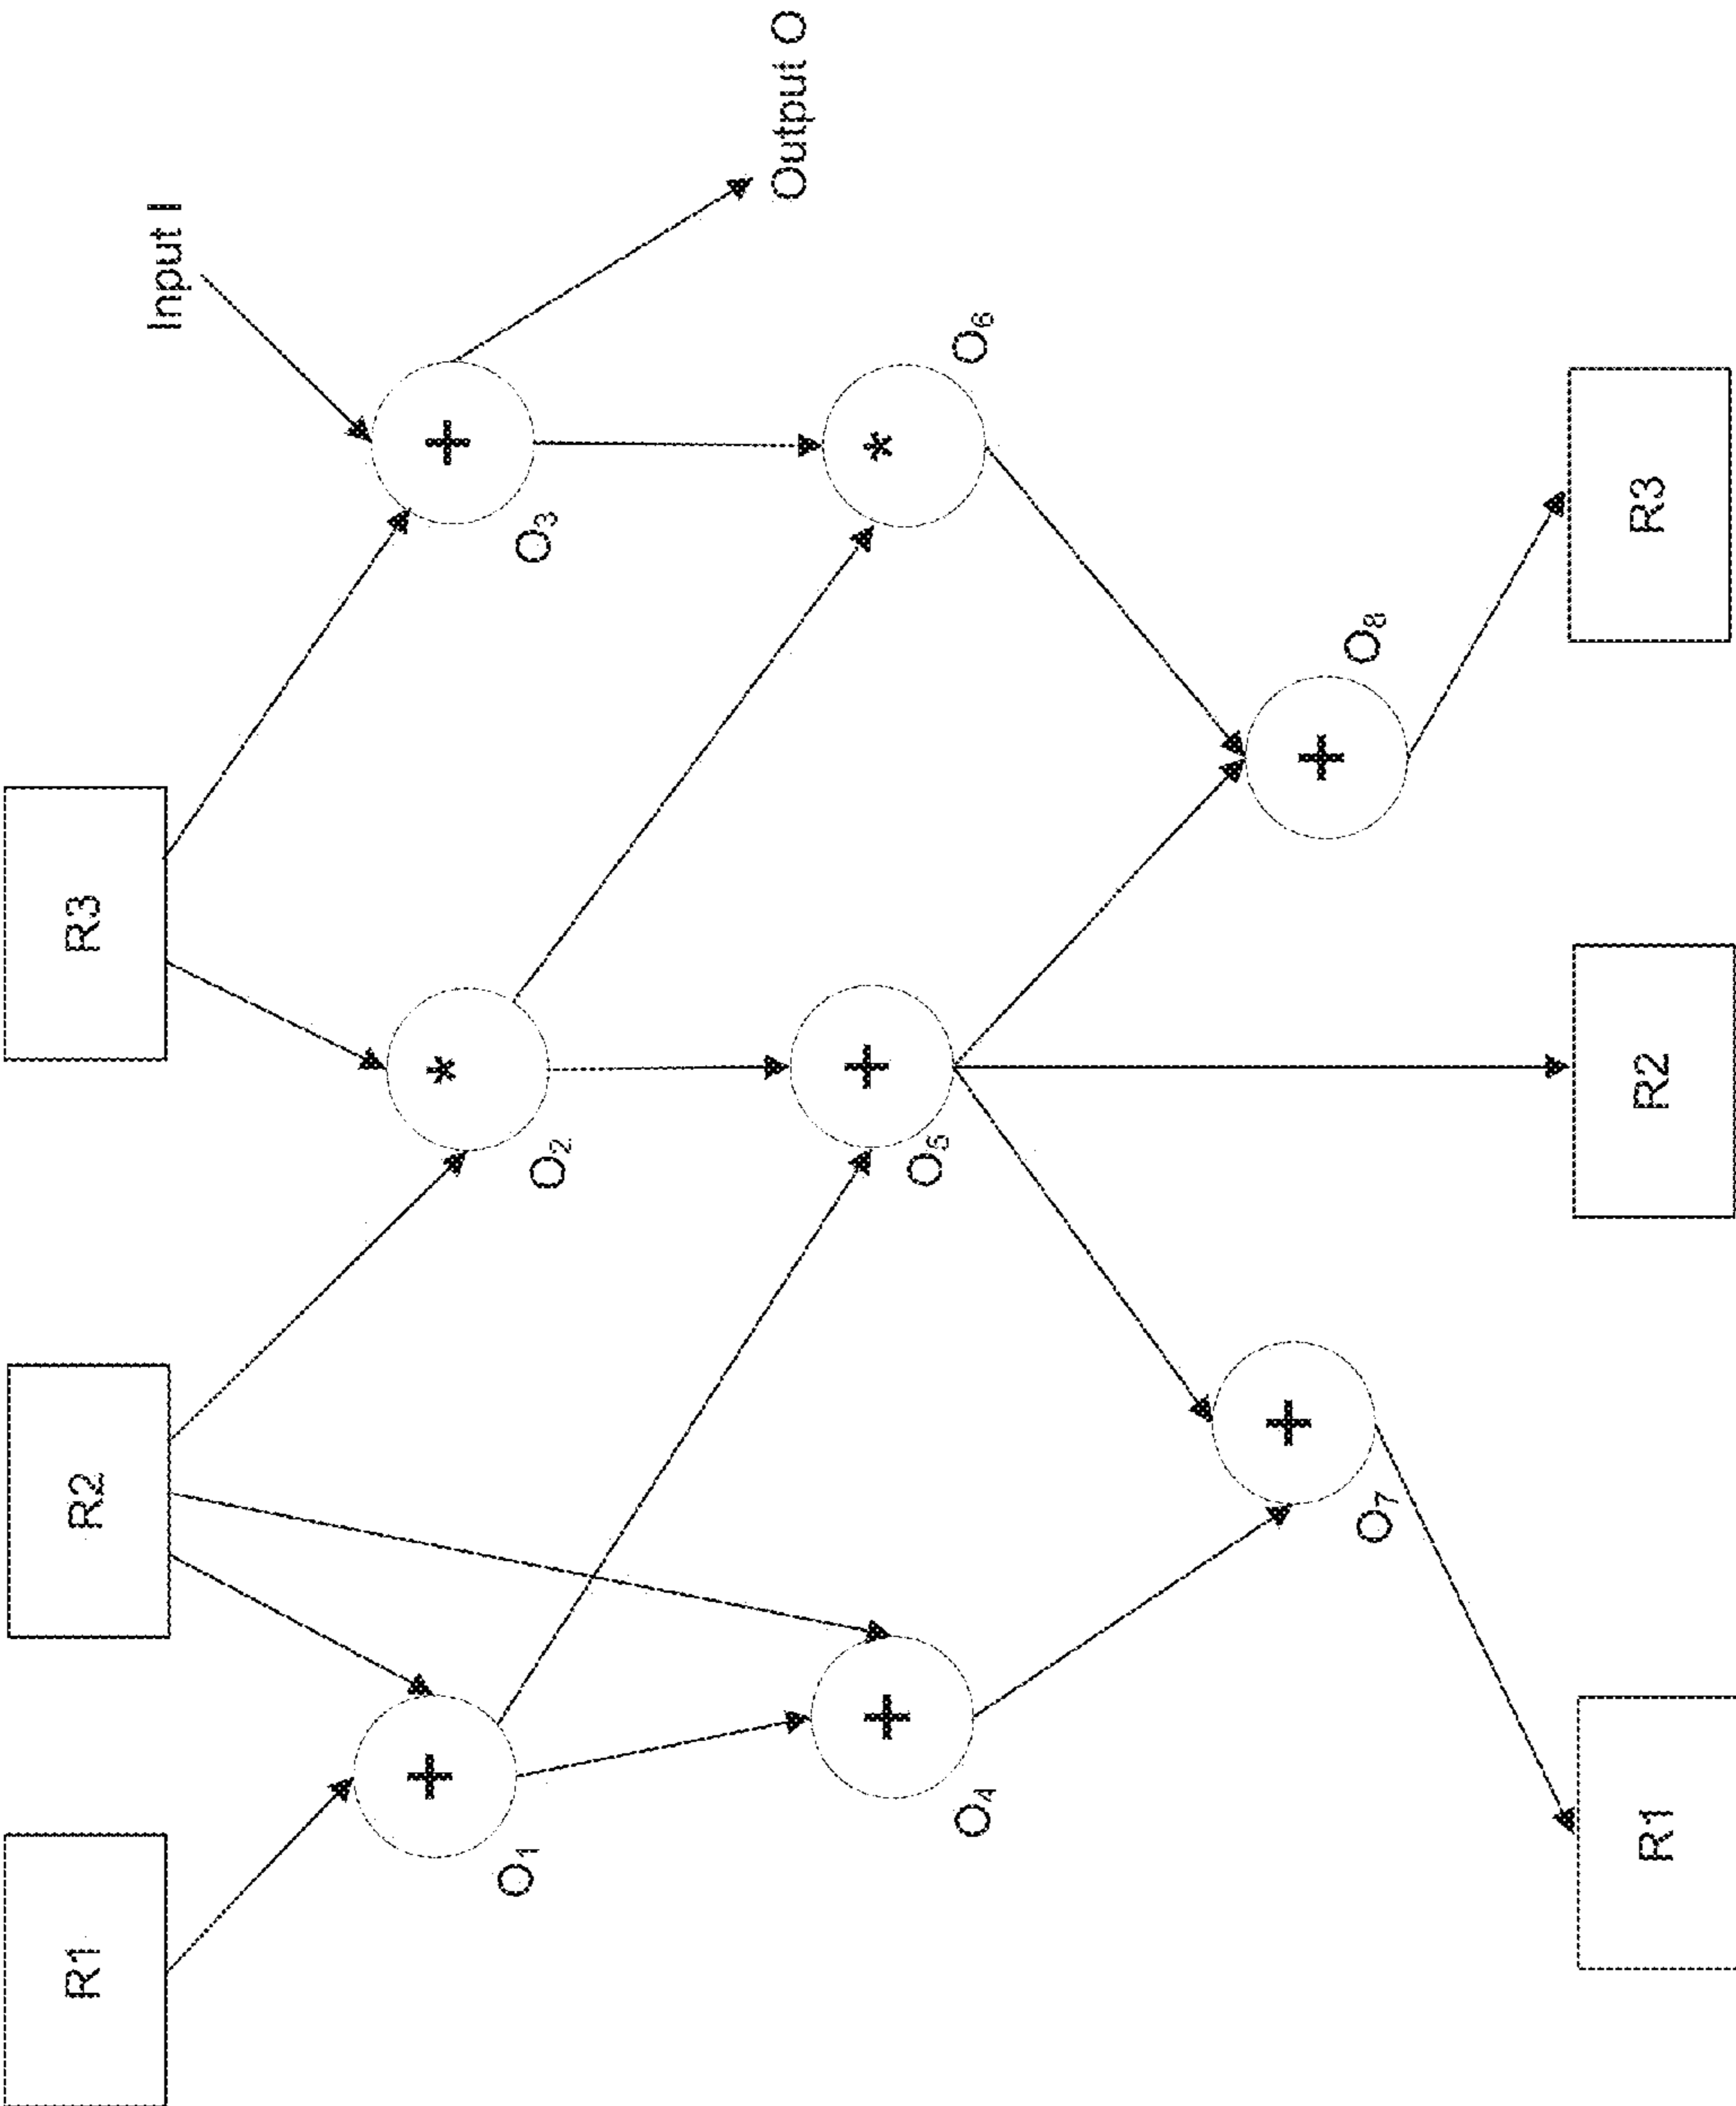 R1
R2
R3
Input I
+
O₁
*
O₂
+
O₃
Output O
+
O₄
+
O₅
*
O₆
+
O₇
+
O₈
R1
R2
R3